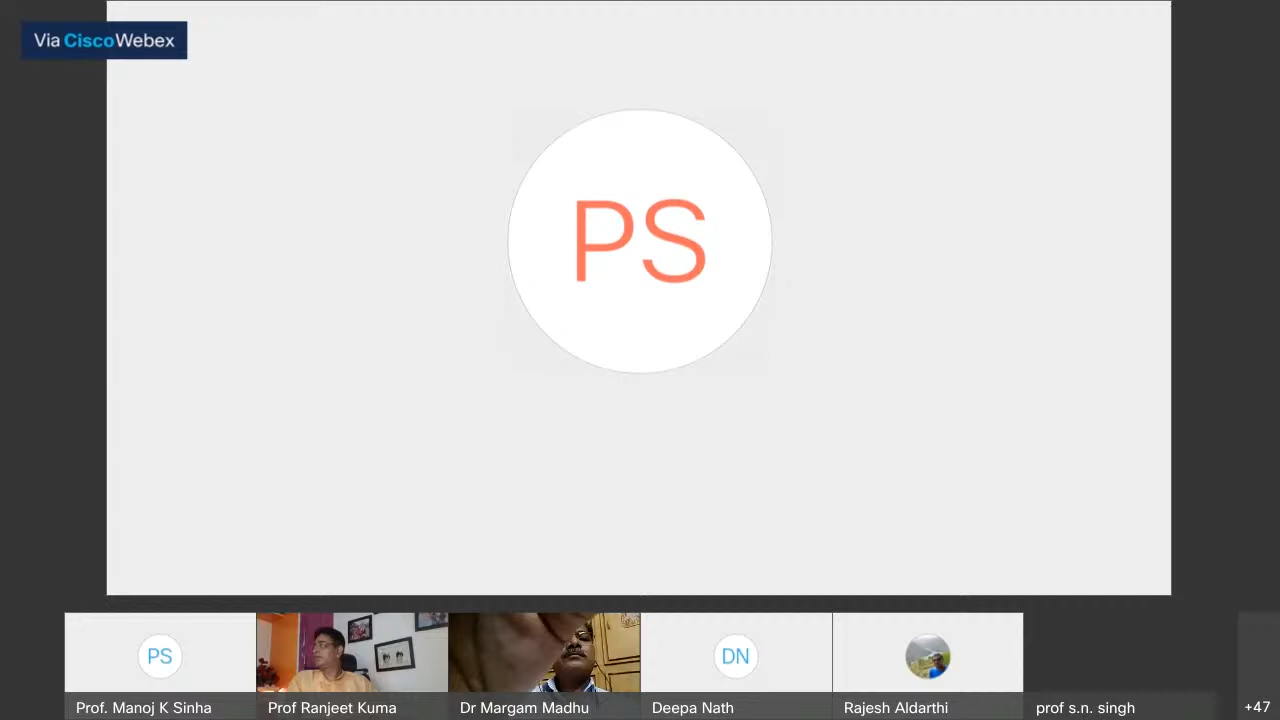 Via CiscoWebex
PS
PS
DN
Prof. Manoj K Sinha
Prof Ranjeet Kuma
Dr Margam Madhu
Deepa Nath
Rajesh Aldarthi
prof s.n. singh
+47